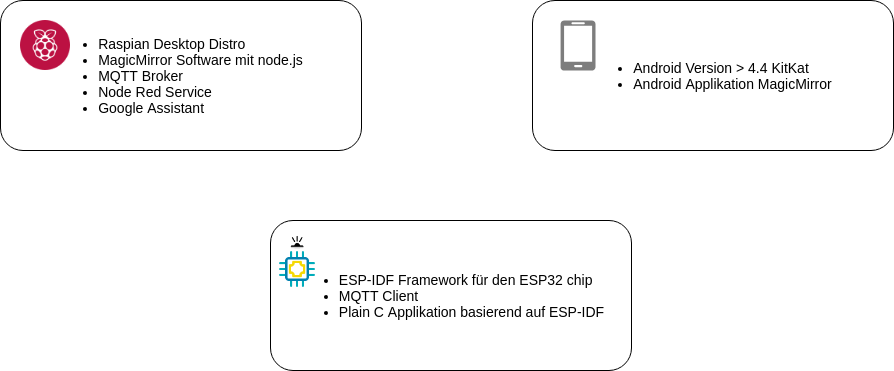 Raspian Desktop Distro
MagicMirror Software mit node.js
MQTT Broker
Node Red Service
Google Assistant
Android Version > 4.4 KitKat
Android Applikation MagicMirror
ESP-IDF Framework für den ESP32 chip
MQTT Client
Plain C Applikation basierend auf ESP-IDF